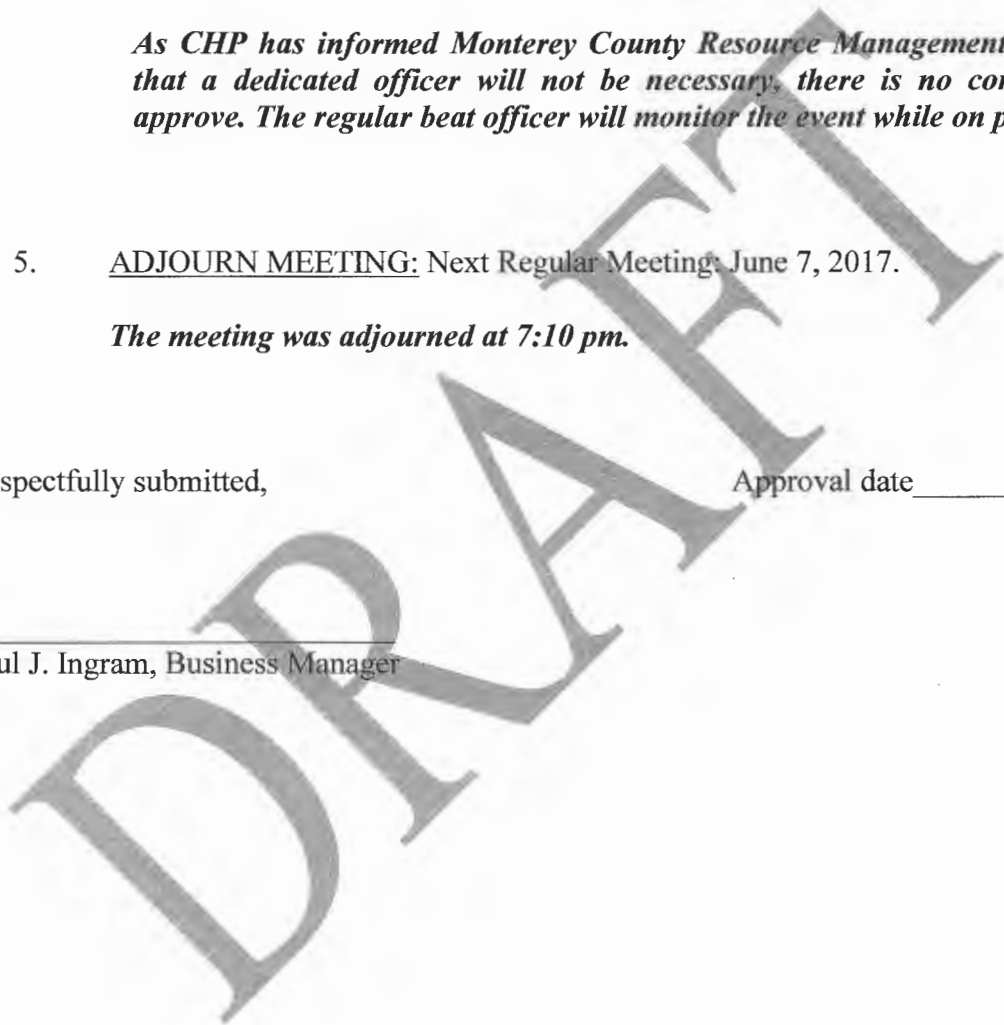 As CHP has informed Monterey County Resource Management
that a dedicated officer will not be necessary, there is no
approve. The regular beat officer will monitor the event while on
5. ADJOURN MEETING: Next Regular Meeting: June 7, 2017.
The meeting was adjourned at 7:10 pm.
spectfully submitted, Approval date______
ul J. Ingram, Business Manager
DRAFT